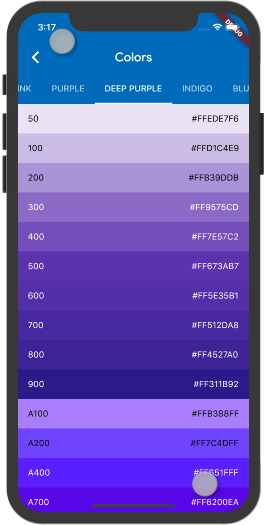 3:17
DEBUG
Colors
INK PURPLE DEEP PURPLE INDIGO BLU
50 #FFEDE7F6
100 #FFD1C4E9
200 #FFB39DDB
300 #FF9575CD
400 #FF7E57C2
500 #FF673AB7
600 #FF5E35B1
700 #FF512DA8
800 #FF4527A0
900 #FF311B92
A100 #FFB388FF
A200 #FF7C4DFF
A400 #FF651FFF
A700 #FF6200EA